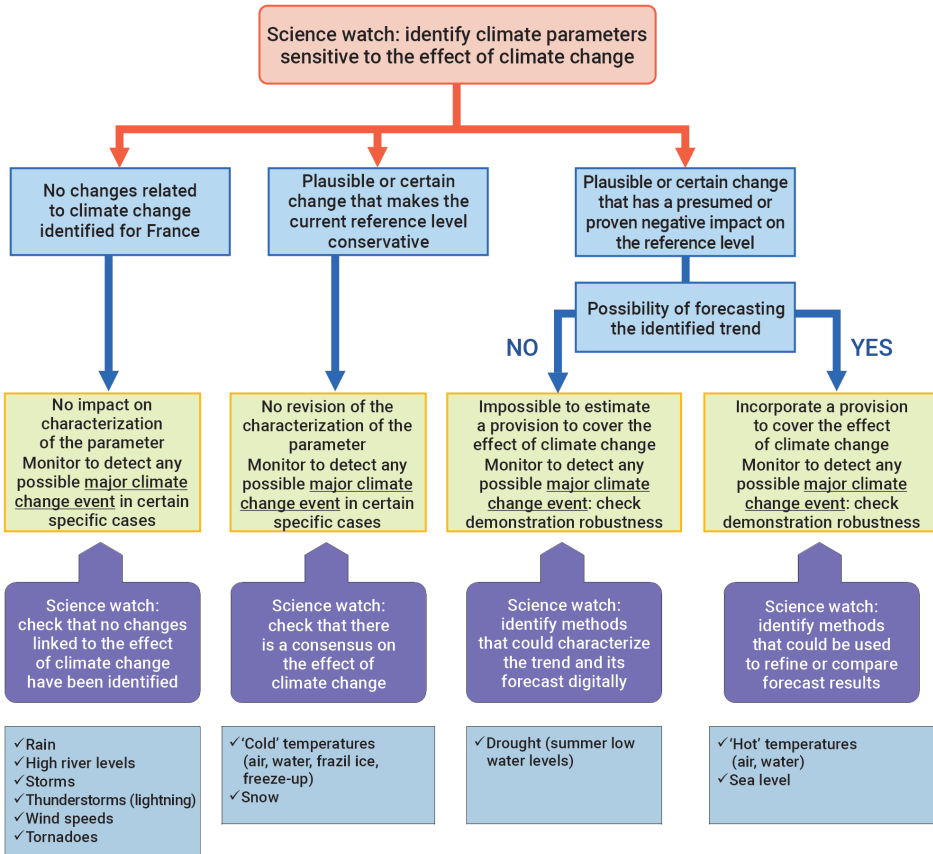 Science watch: identify climate parameters
sensitive to the effect of climate change
No changes related
to climate change
identified for France
Plausible or certain
change that makes the
current reference level
conservative
Plausible or certain change
that has a presumed or
proven negative impact on
the reference level
Possibility of forecasting
the identified trend
NO
YES
No impact on
characterization
of the parameter
Monitor to detect any
possible major climate
change event in certain
specific cases
No revision of the
characterization of the
parameter
Monitor to detect any
possible major climate
change event in certain
specific cases
Impossible to estimate
a provision to cover the
effect of climate change
Monitor to detect any
possible major climate
change event: check
demonstration robustness
Incorporate a provision
to cover the effect
of climate change
Monitor to detect any
possible major climate
change event: check
demonstration robustness
Science watch:
check that no changes
linked to the effect
of climate change
have been identified
Science watch:
check that there
is a consensus on
the effect of
climate change
Science watch:
identify methods
that could characterize
the trend and its
forecast digitally
Science watch:
identify methods
that could be used
to refine or compare
forecast results
✓Rain
✓High river levels
✓Storms
✓Thunderstorms (lightning)
✓Wind speeds
✓Tornadoes
✓‘Cold’ temperatures
(air, water, frazil ice,
freeze-up)
✓Snow
✓Drought (summer low
water levels)
✓‘Hot’ temperatures
(air, water)
✓Sea level